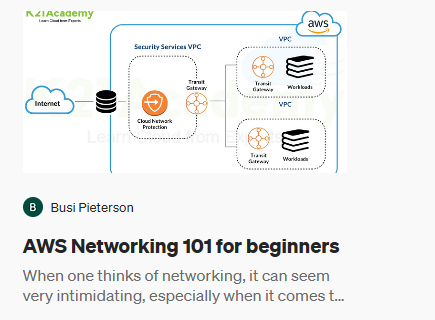 K21Academy
Learn Cloud from Experts
aws
VPC
Security Services VPC
Transit
Gateway
Internet
Cloud Network
Protection
Transit
Gateway
Workloads
VPC
Transit
Gateway
Workloads
B Busi Pieterson
AWS Networking 101 for beginners
When one thinks of networking, it can seem
very intimidating, especially when it comes t...